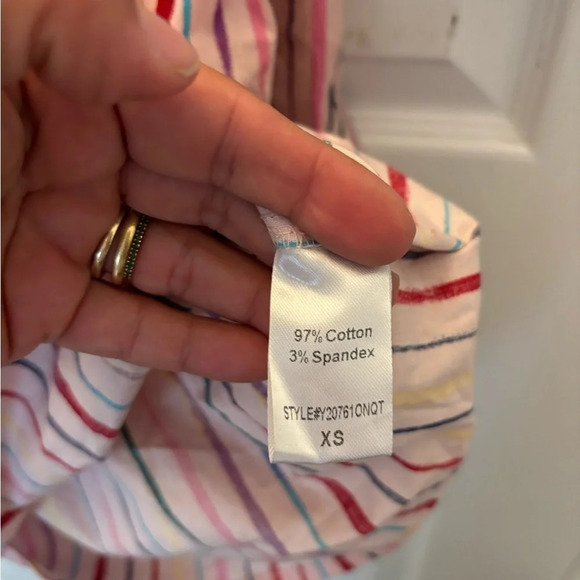 97% Cotton
3% Spandex
STYLE#Y20761ONQT
XS